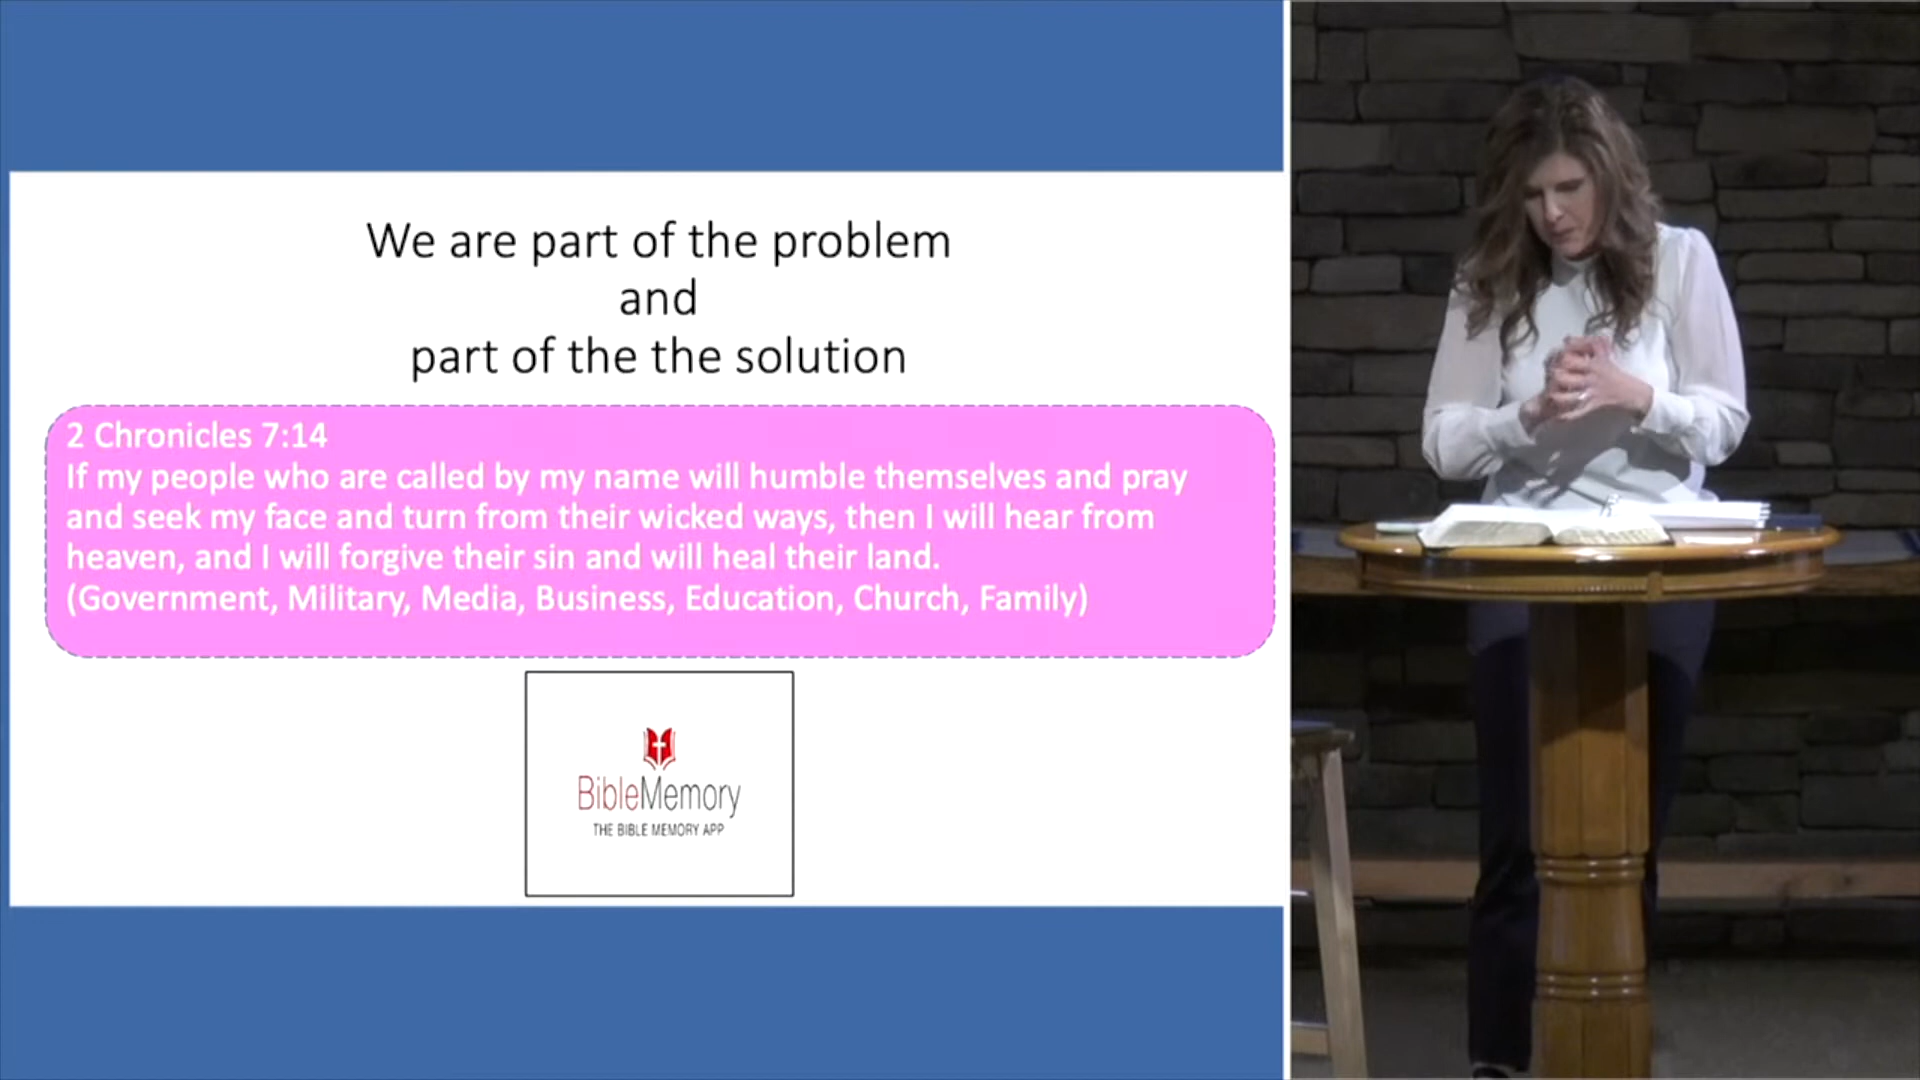 We are part of the problem
and
part of the the solution
2 Chronicles 7:14
If my people who are called by my name will humble themselves and pray
and seek my face and turn from their wicked ways, then I will hear from
heaven, and I will forgive their sin and will heal their land.
(Government, Military, Media, Business, Education, Church, Family)
BibleMemory
THE BIBLE MEMORY APP